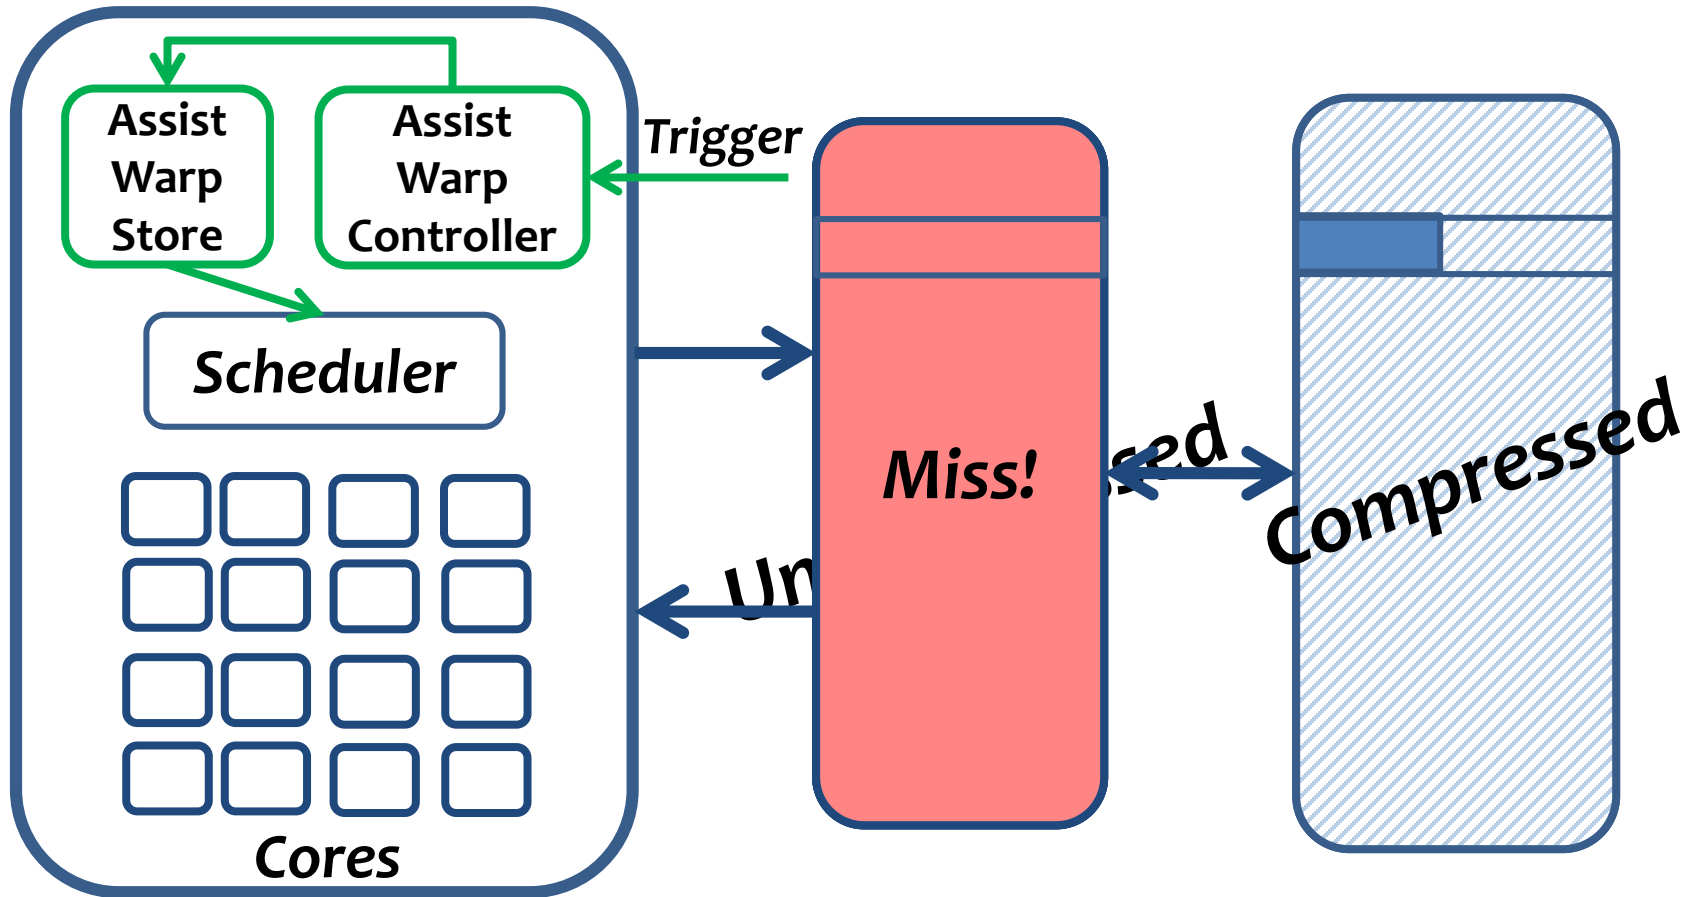 Assist
Warp
Store
Assist
Warp
Controller
Trigger
Scheduler
Miss!
Compressed
Cores